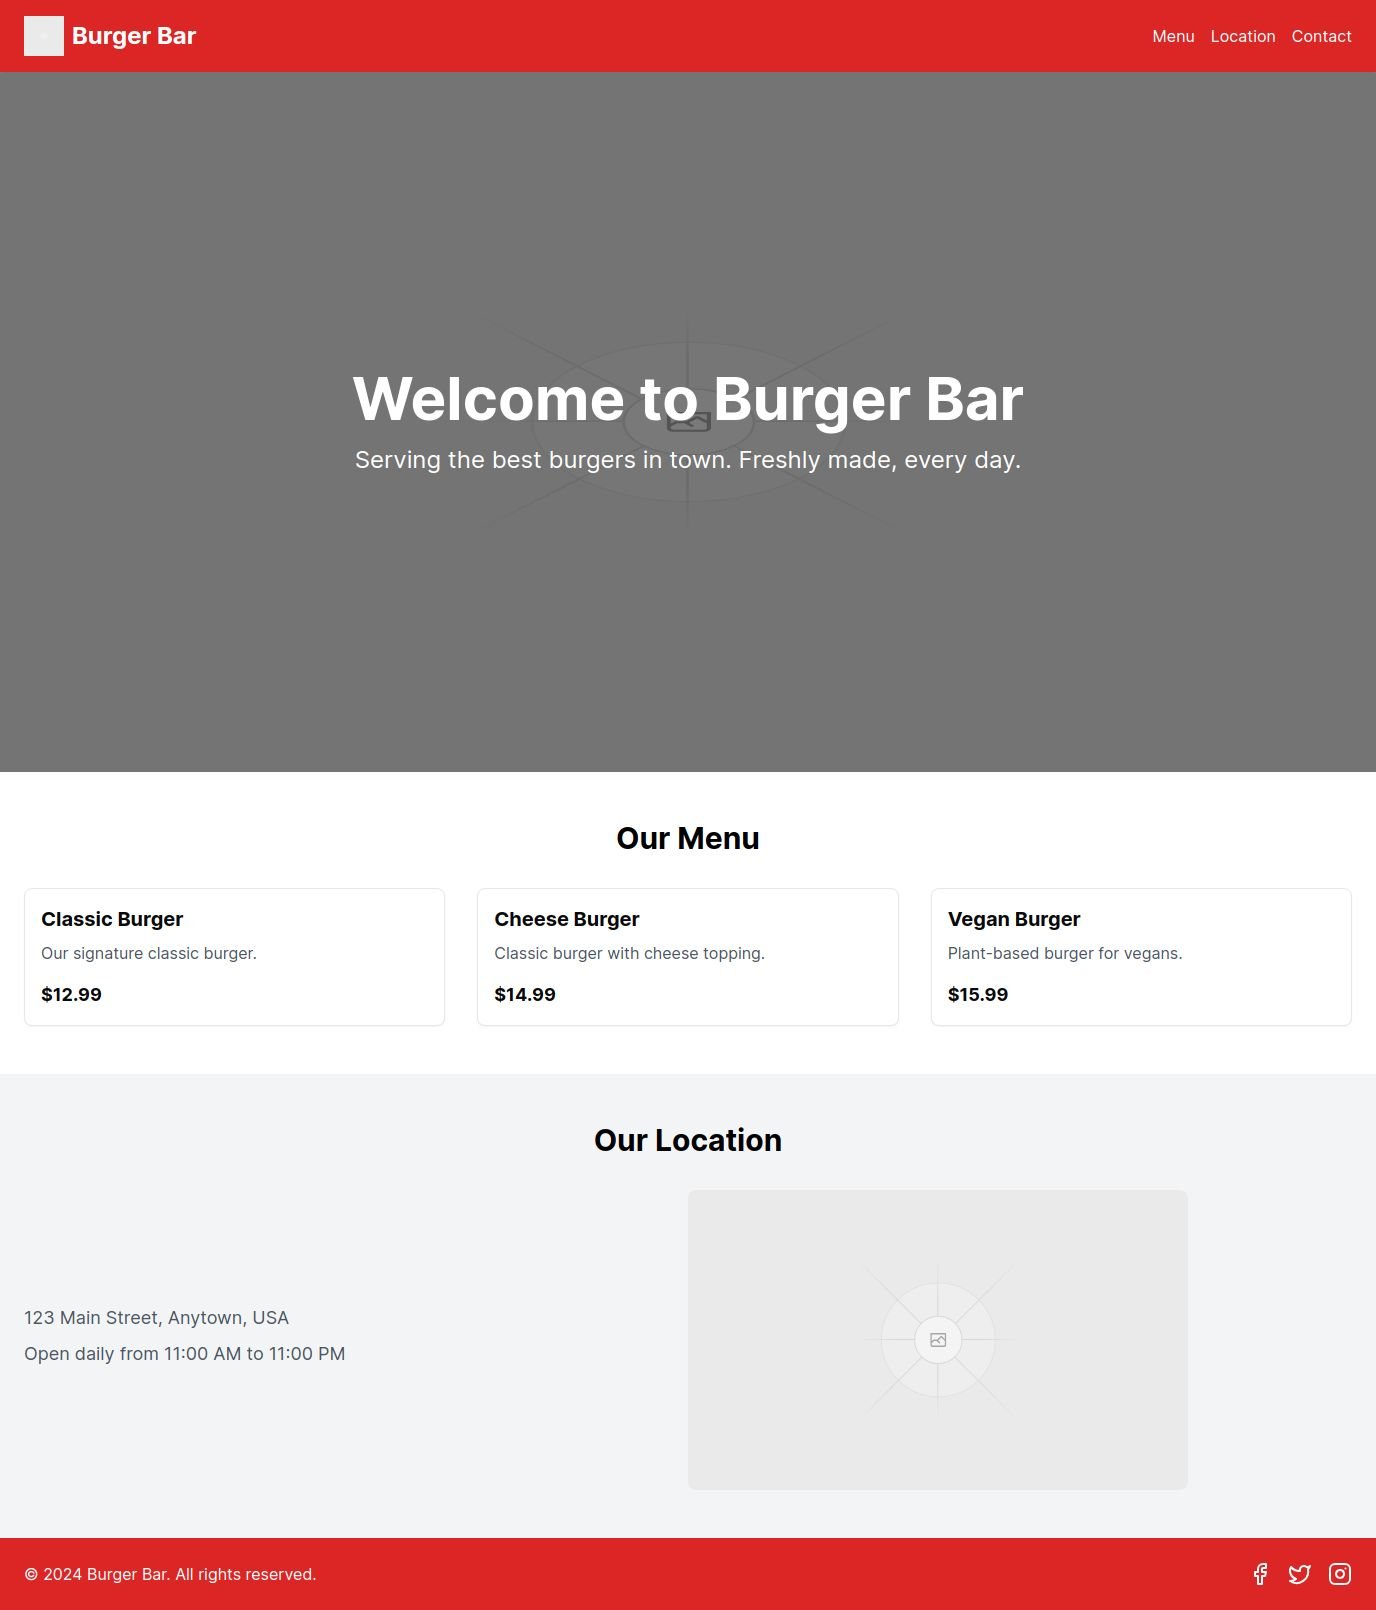 Burger Bar
Menu Location Contact
Welcome to Burger Bar
Serving the best burgers in town. Freshly made, every day.
Our Menu
Classic Burger
Our signature classic burger.
$12.99
Cheese Burger
Classic burger with cheese topping.
$14.99
Vegan Burger
Plant-based burger for vegans.
$15.99
Our Location
123 Main Street, Anytown, USA
Open daily from 11:00 AM to 11:00 PM
© 2024 Burger Bar. All rights reserved.